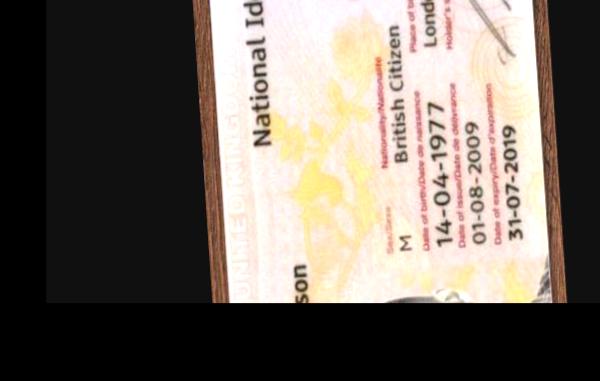 National Id
son
Sex/Sexe
Nationality/Nationalité
M
British Citizen
Date of birth/Date de naissance
14-04-1977
Lond
Date of issue/Date de délivrance
01-08-2009
Date of expiry/Date d'expiration
31-07-2019
Place of b
Holder's s
UNITED KINGDOM